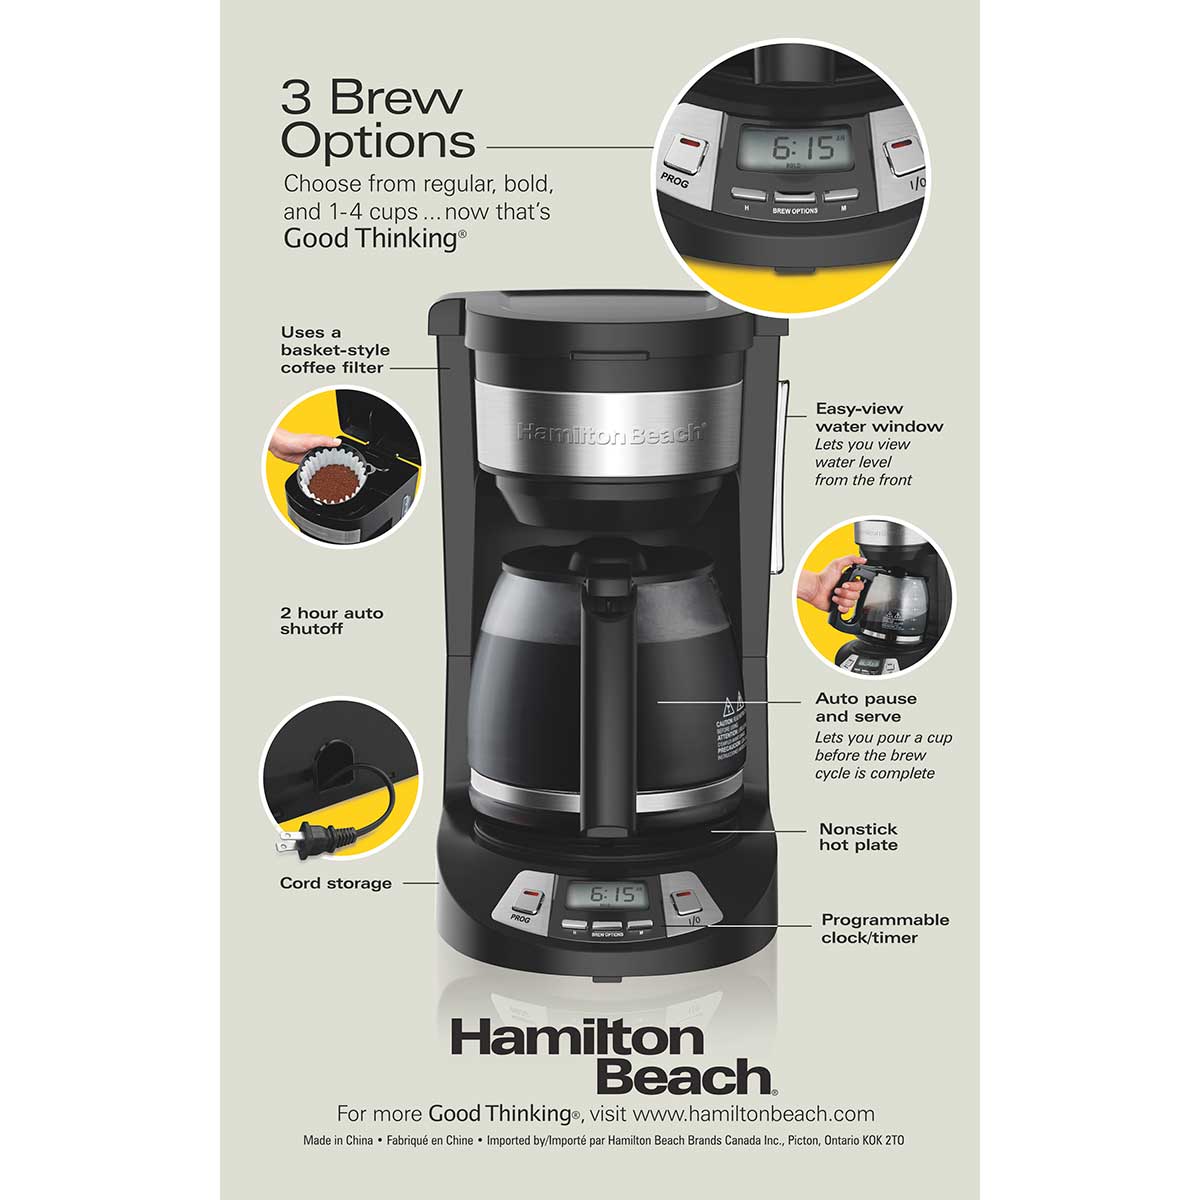 3 Brew
Options
Choose from regular, bold,
and 1-4 cups ... now that's
Good Thinking®
6:15 AM
BOLD
PROG
I/O
H
BREW OPTIONS
M
Uses a
basket-style
coffee filter
Hamilton Beach®
Easy-view
water window
Lets you view
water level
from the front
2 hour auto
shutoff
Auto pause
and serve
Lets you pour a cup
before the brew
cycle is complete
Nonstick
hot plate
Cord storage
6:15
PROG
I/O
H
BREW OPTIONS
M
Programmable
clock/timer
Hamilton
Beach®
For more Good Thinking®, visit www.hamiltonbeach.com
Made in China • Fabriqué en Chine • Imported by/Importé par Hamilton Beach Brands Canada Inc., Picton, Ontario K0K 2T0